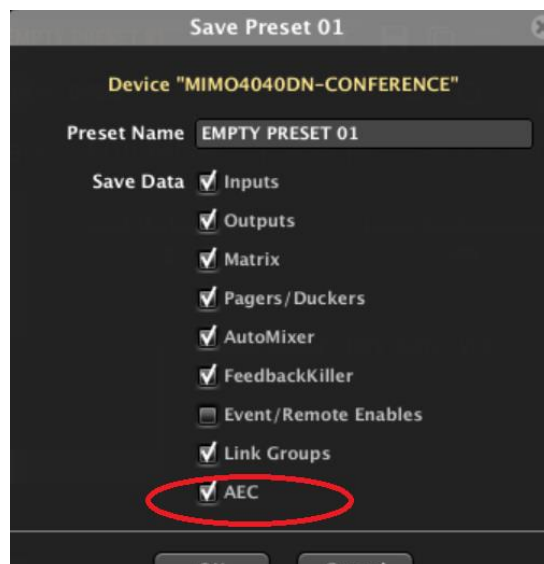 Save Preset 01
Device "MIMO4040DN-CONFERENCE"
Preset Name EMPTY PRESET 01
Save Data Inputs
Outputs
Matrix
Pagers/Duckers
AutoMixer
FeedbackKiller
Event/Remote Enables
Link Groups
AEC